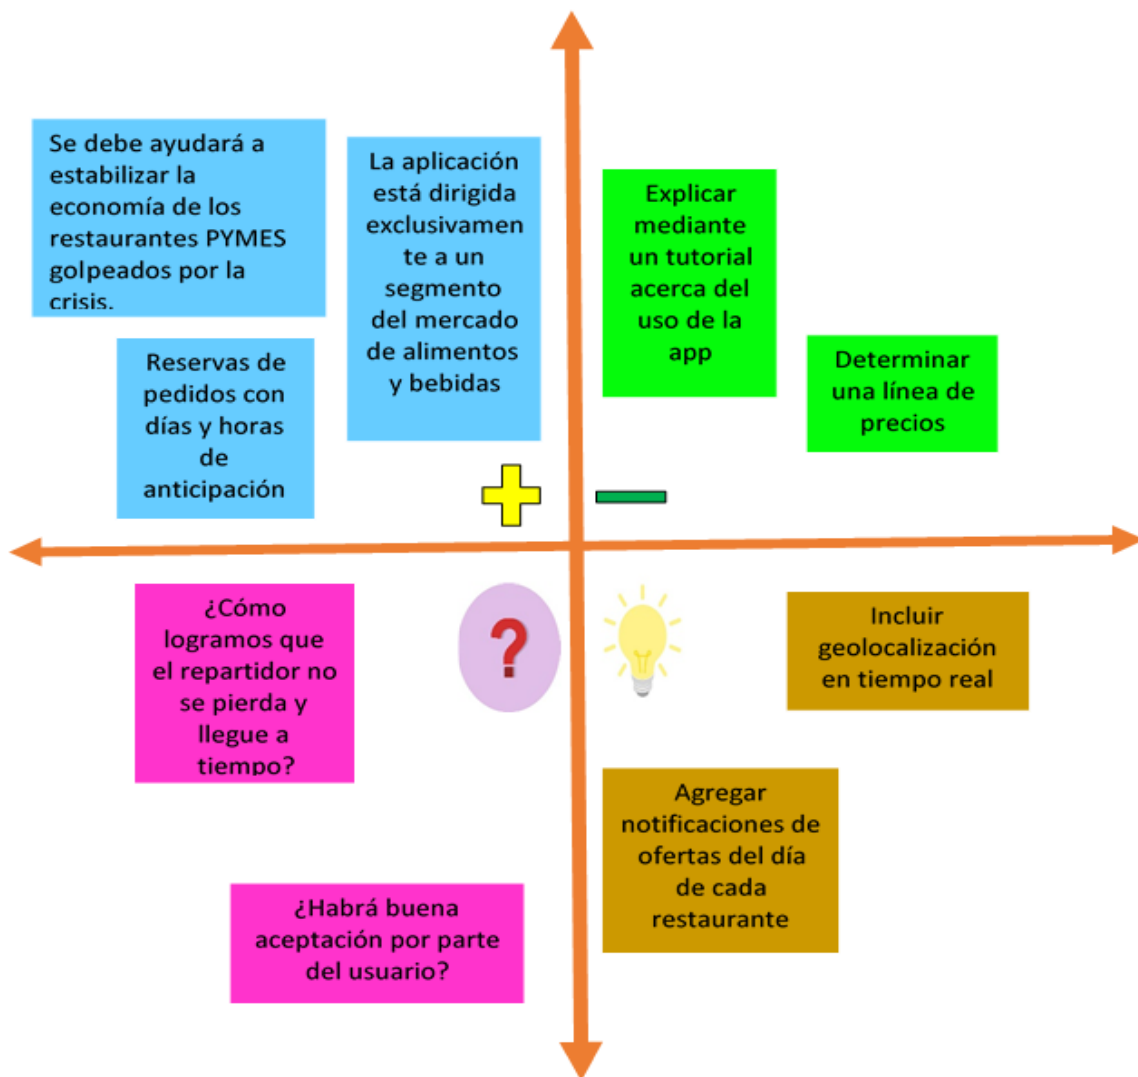 Se debe ayudará a
estabilizar la
economía de los
restaurantes PYMES
golpeados por la
crisis.
La aplicación
está dirigida
exclusivamen
te a un
segmento
del mercado
de alimentos
y bebidas
Reservas de
pedidos con
días y horas
de
anticipación
Explicar
mediante
un tutorial
acerca del
uso de la
app
Determinar
una línea de
precios
¿Cómo
logramos que
el repartidor no
se pierda y
llegue a
tiempo?
?
¿Habrá buena
aceptación por parte
del usuario?
Incluir
geolocalización
en tiempo real
Agregar
notificaciones de
ofertas del día
de cada
restaurante